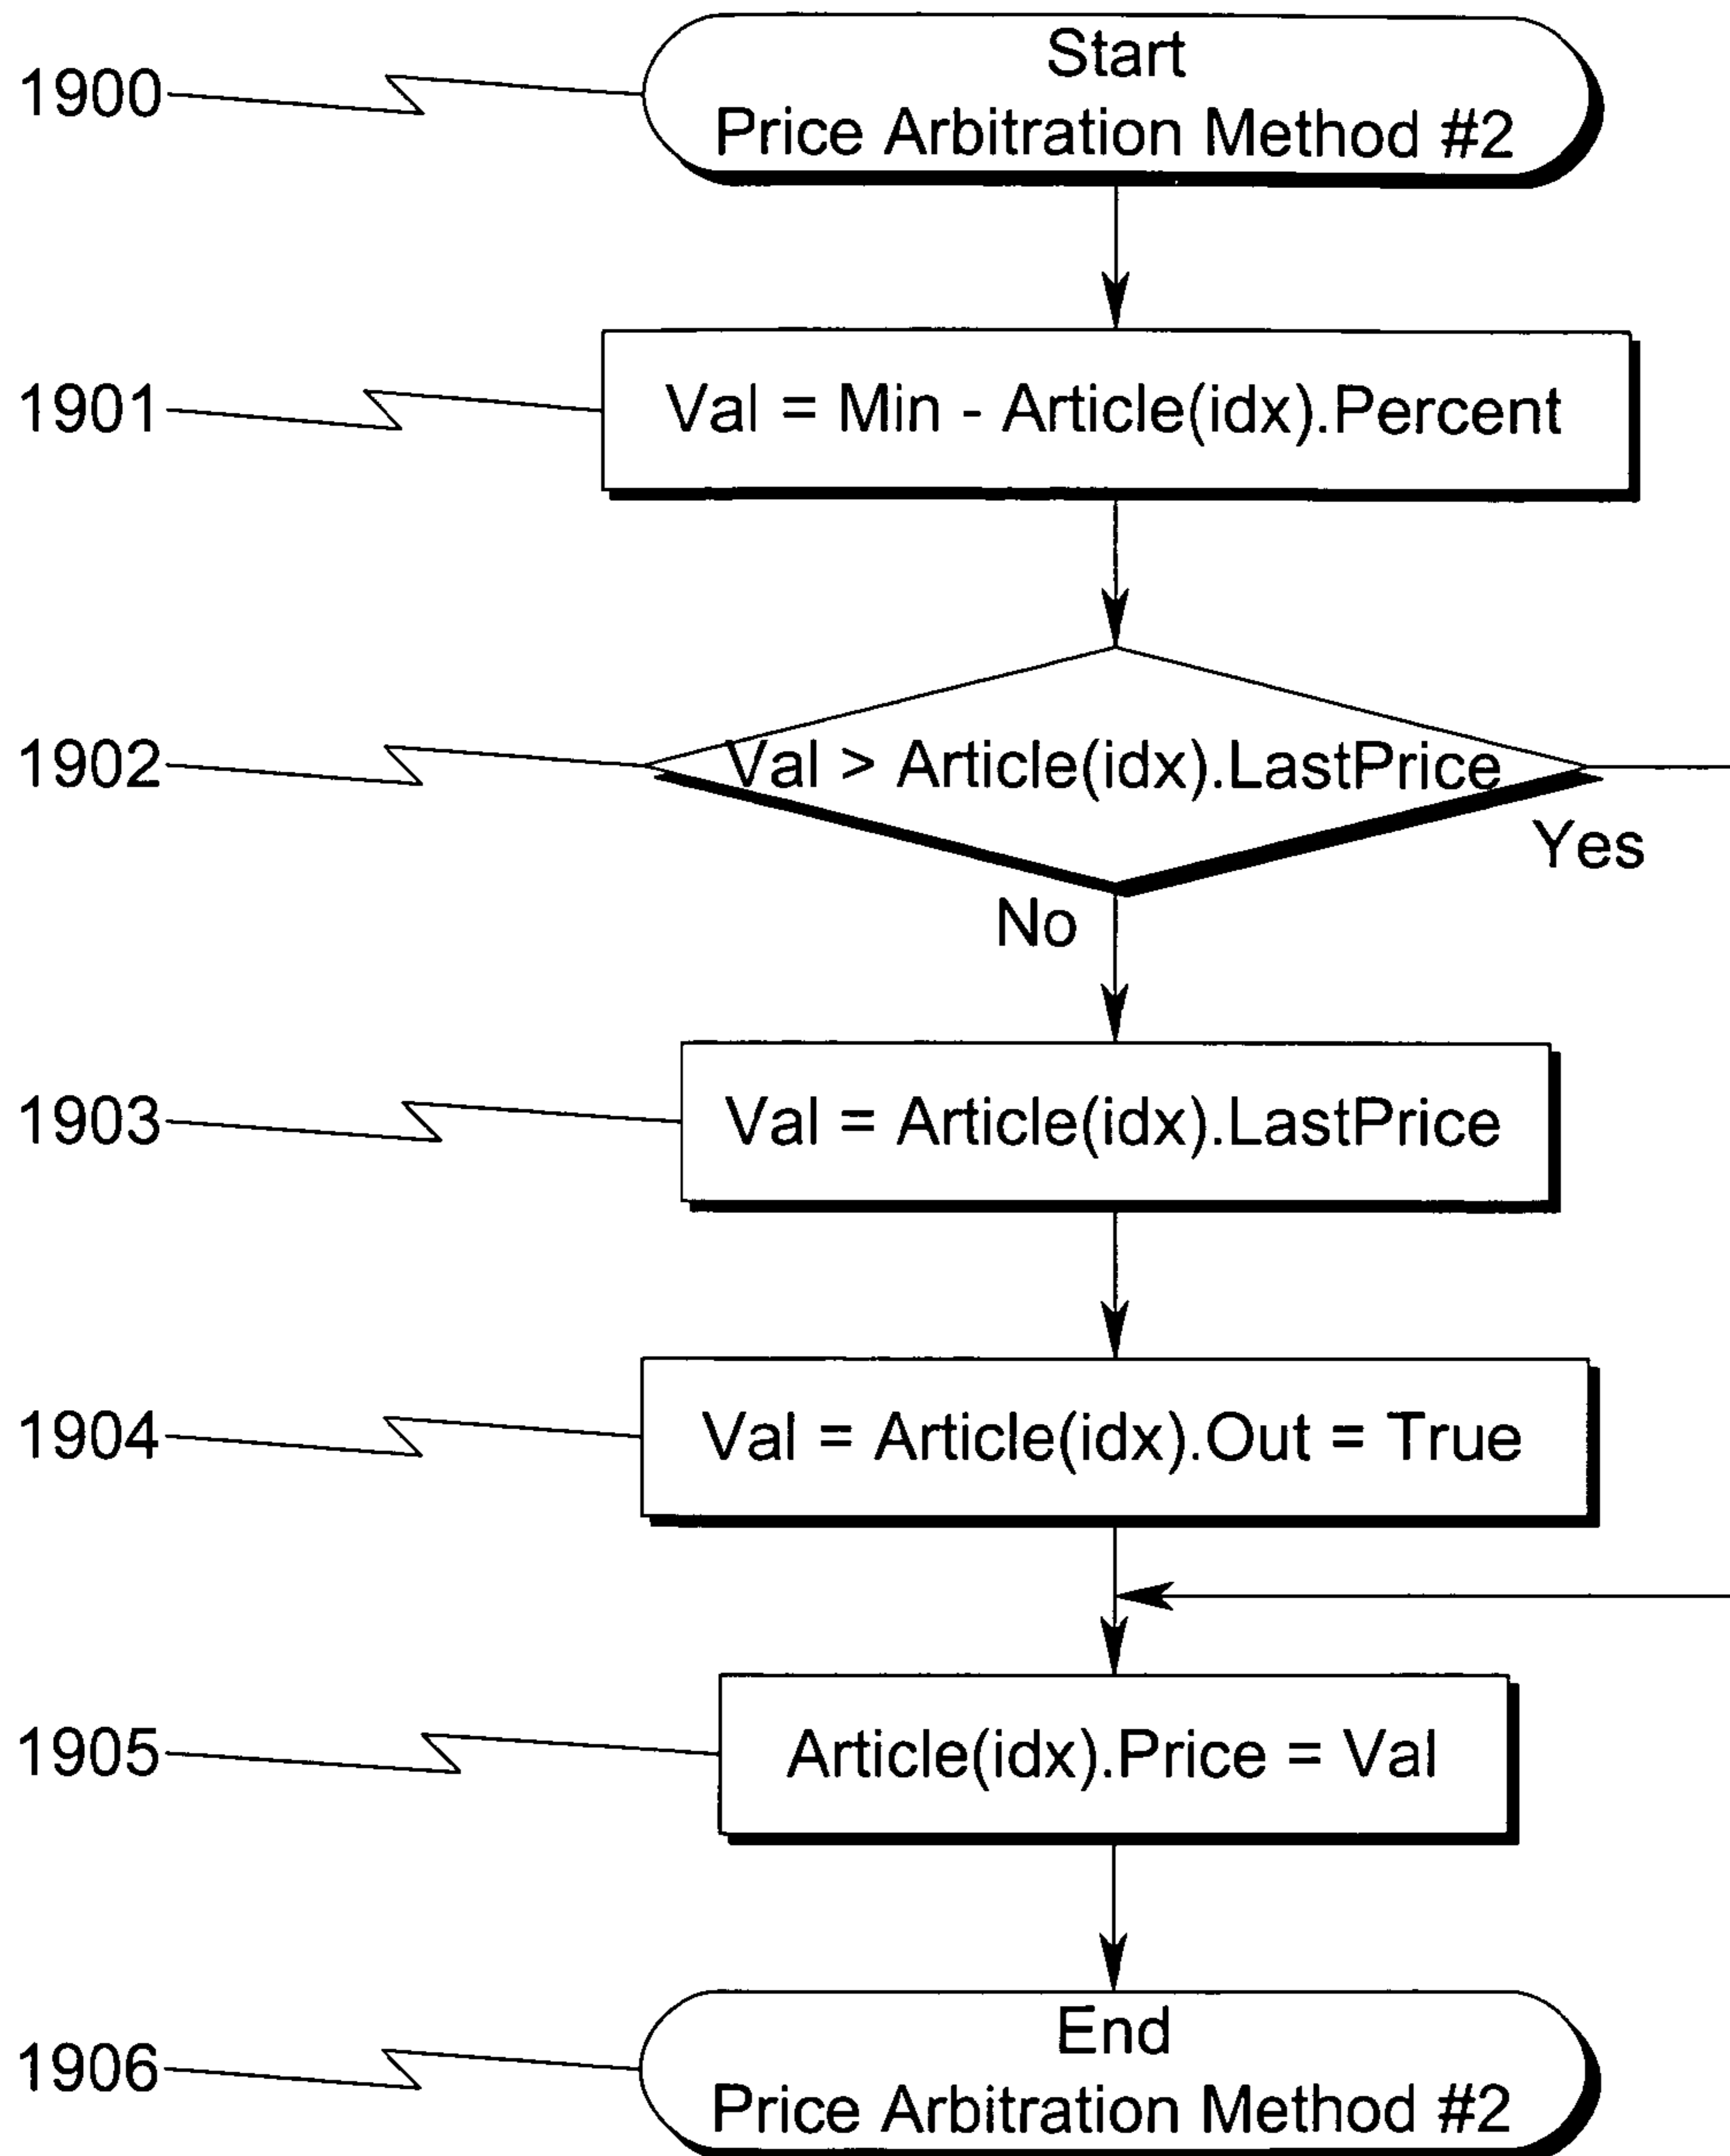 1900
Start
Price Arbitration Method #2
1901
Val = Min - Article(idx).Percent
1902
Val > Article(idx).LastPrice
Yes
No
1903
Val = Article(idx).LastPrice
1904
Val = Article(idx).Out = True
1905
Article(idx).Price = Val
1906
End
Price Arbitration Method #2